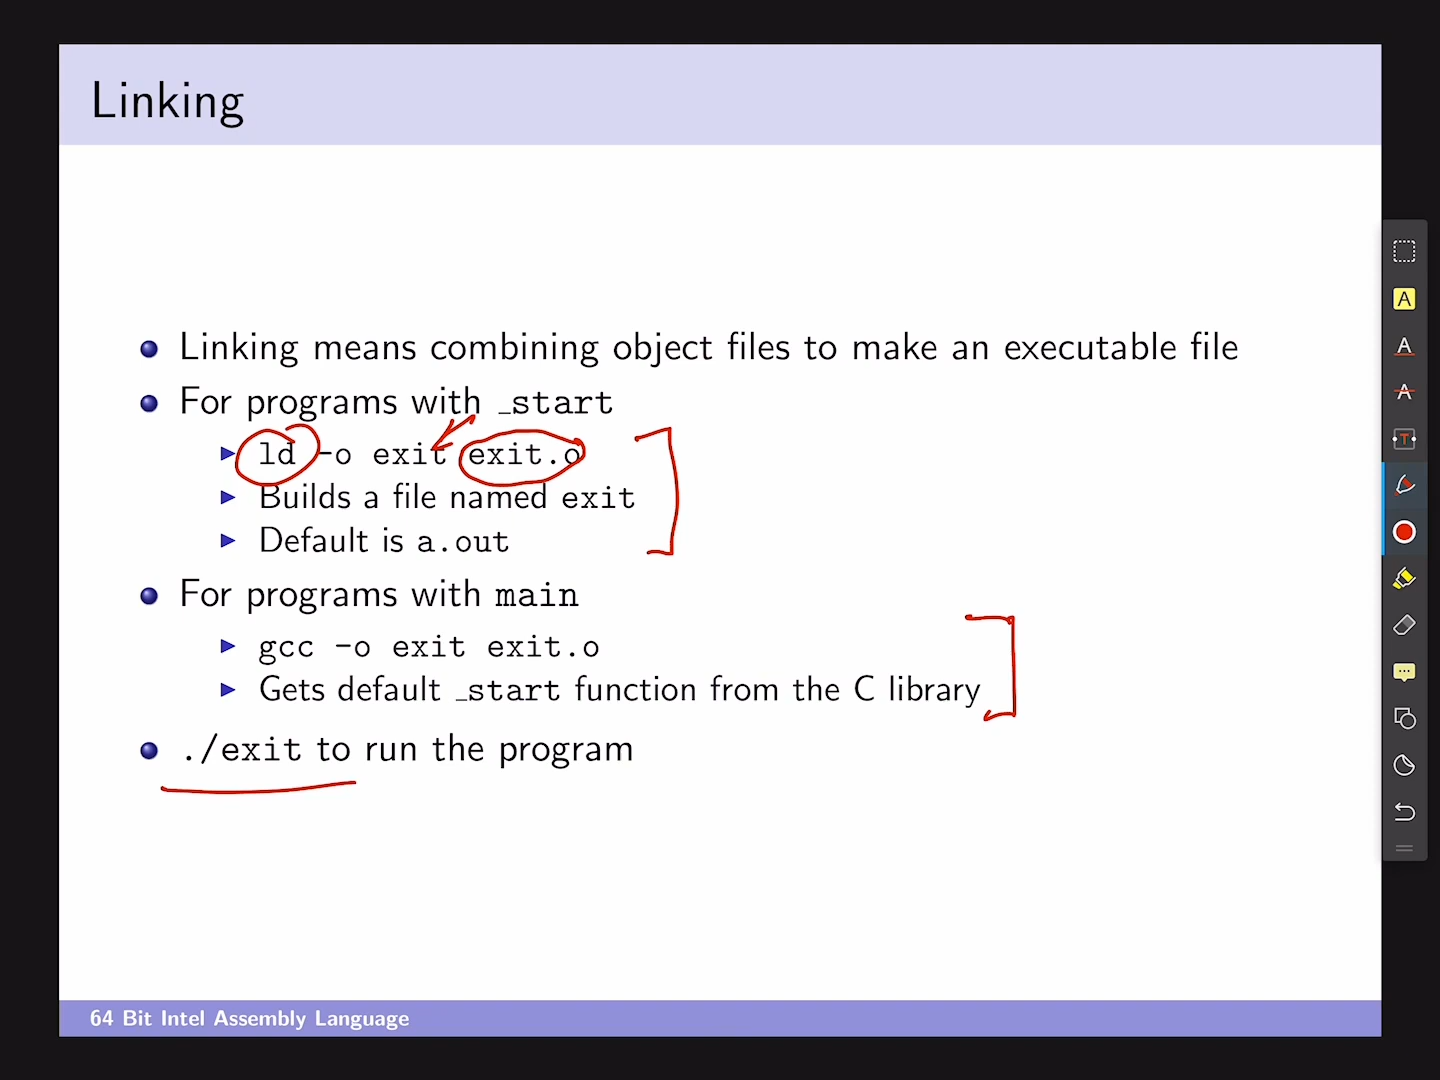 Linking
Linking means combining object files to make an executable file
For programs with _start
ld -o exit exit.o
Builds a file named exit
Default is a.out
For programs with main
gcc -o exit exit.o
Gets default _start function from the C library
./exit to run the program
64 Bit Intel Assembly Language
A
A
A
T